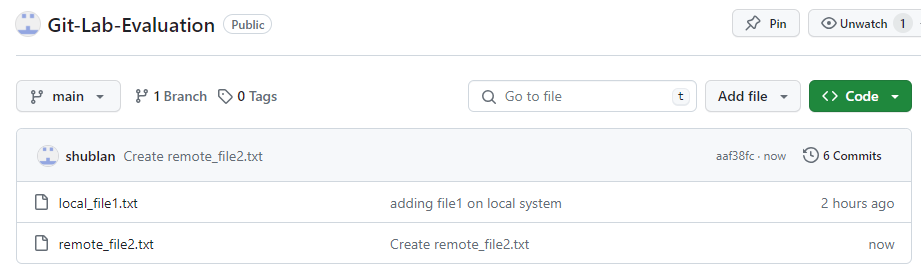 Git-Lab-Evaluation Public Pin Unwatch 1
main 1 Branch 0 Tags Go to file t Add file Code
shublan Create remote_file2.txt aaf38fc · now 6 Commits
local_file1.txt adding file1 on local system 2 hours ago
remote_file2.txt Create remote_file2.txt now